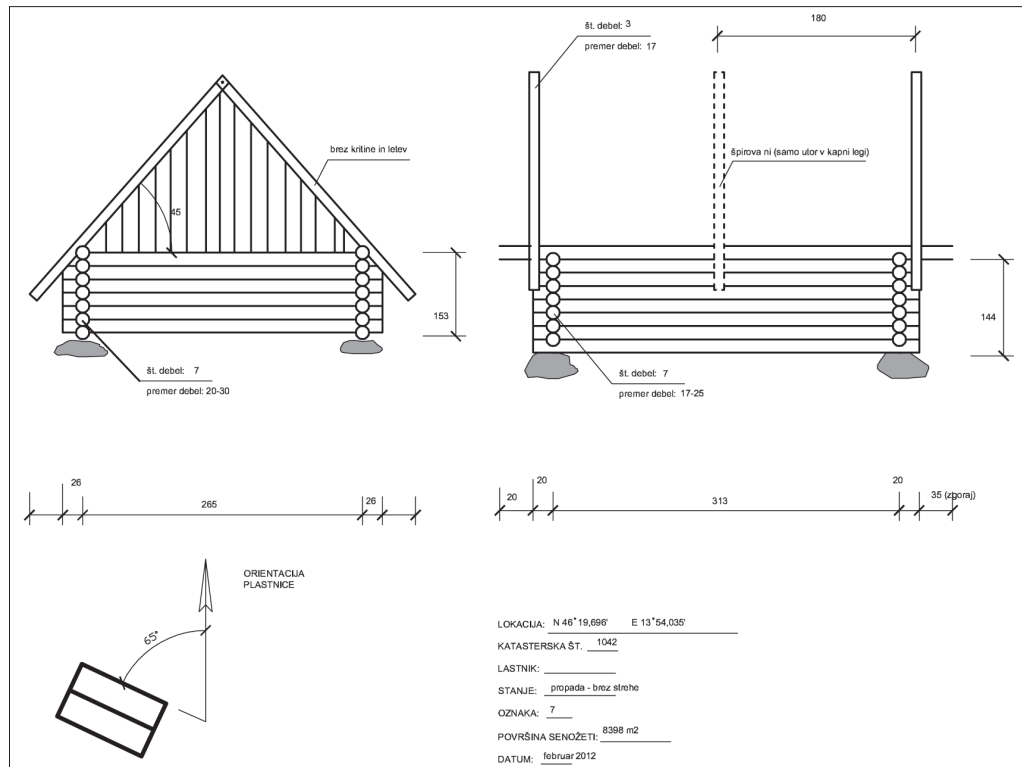 št. debel: 3
premer debel: 17
180
brez kritine in letev
špirova ni (samo utor v kapni legi)
45
153
144
št. debel: 7
premer debel: 20-30
št. debel: 7
premer debel: 17-25
26
265
26
20
20
313
20
35 (zgoraj)
ORIENTACIJA
PLASTNICE
65°
LOKACIJA: N 46°19,696' E 13°54,035'
KATASTERSKA ŠT. 1042
LASTNIK:
STANJE: propada - brez strehe
OZNAKA: 7
POVRŠINA SENOŽETI: 8398 m2
DATUM: februar 2012